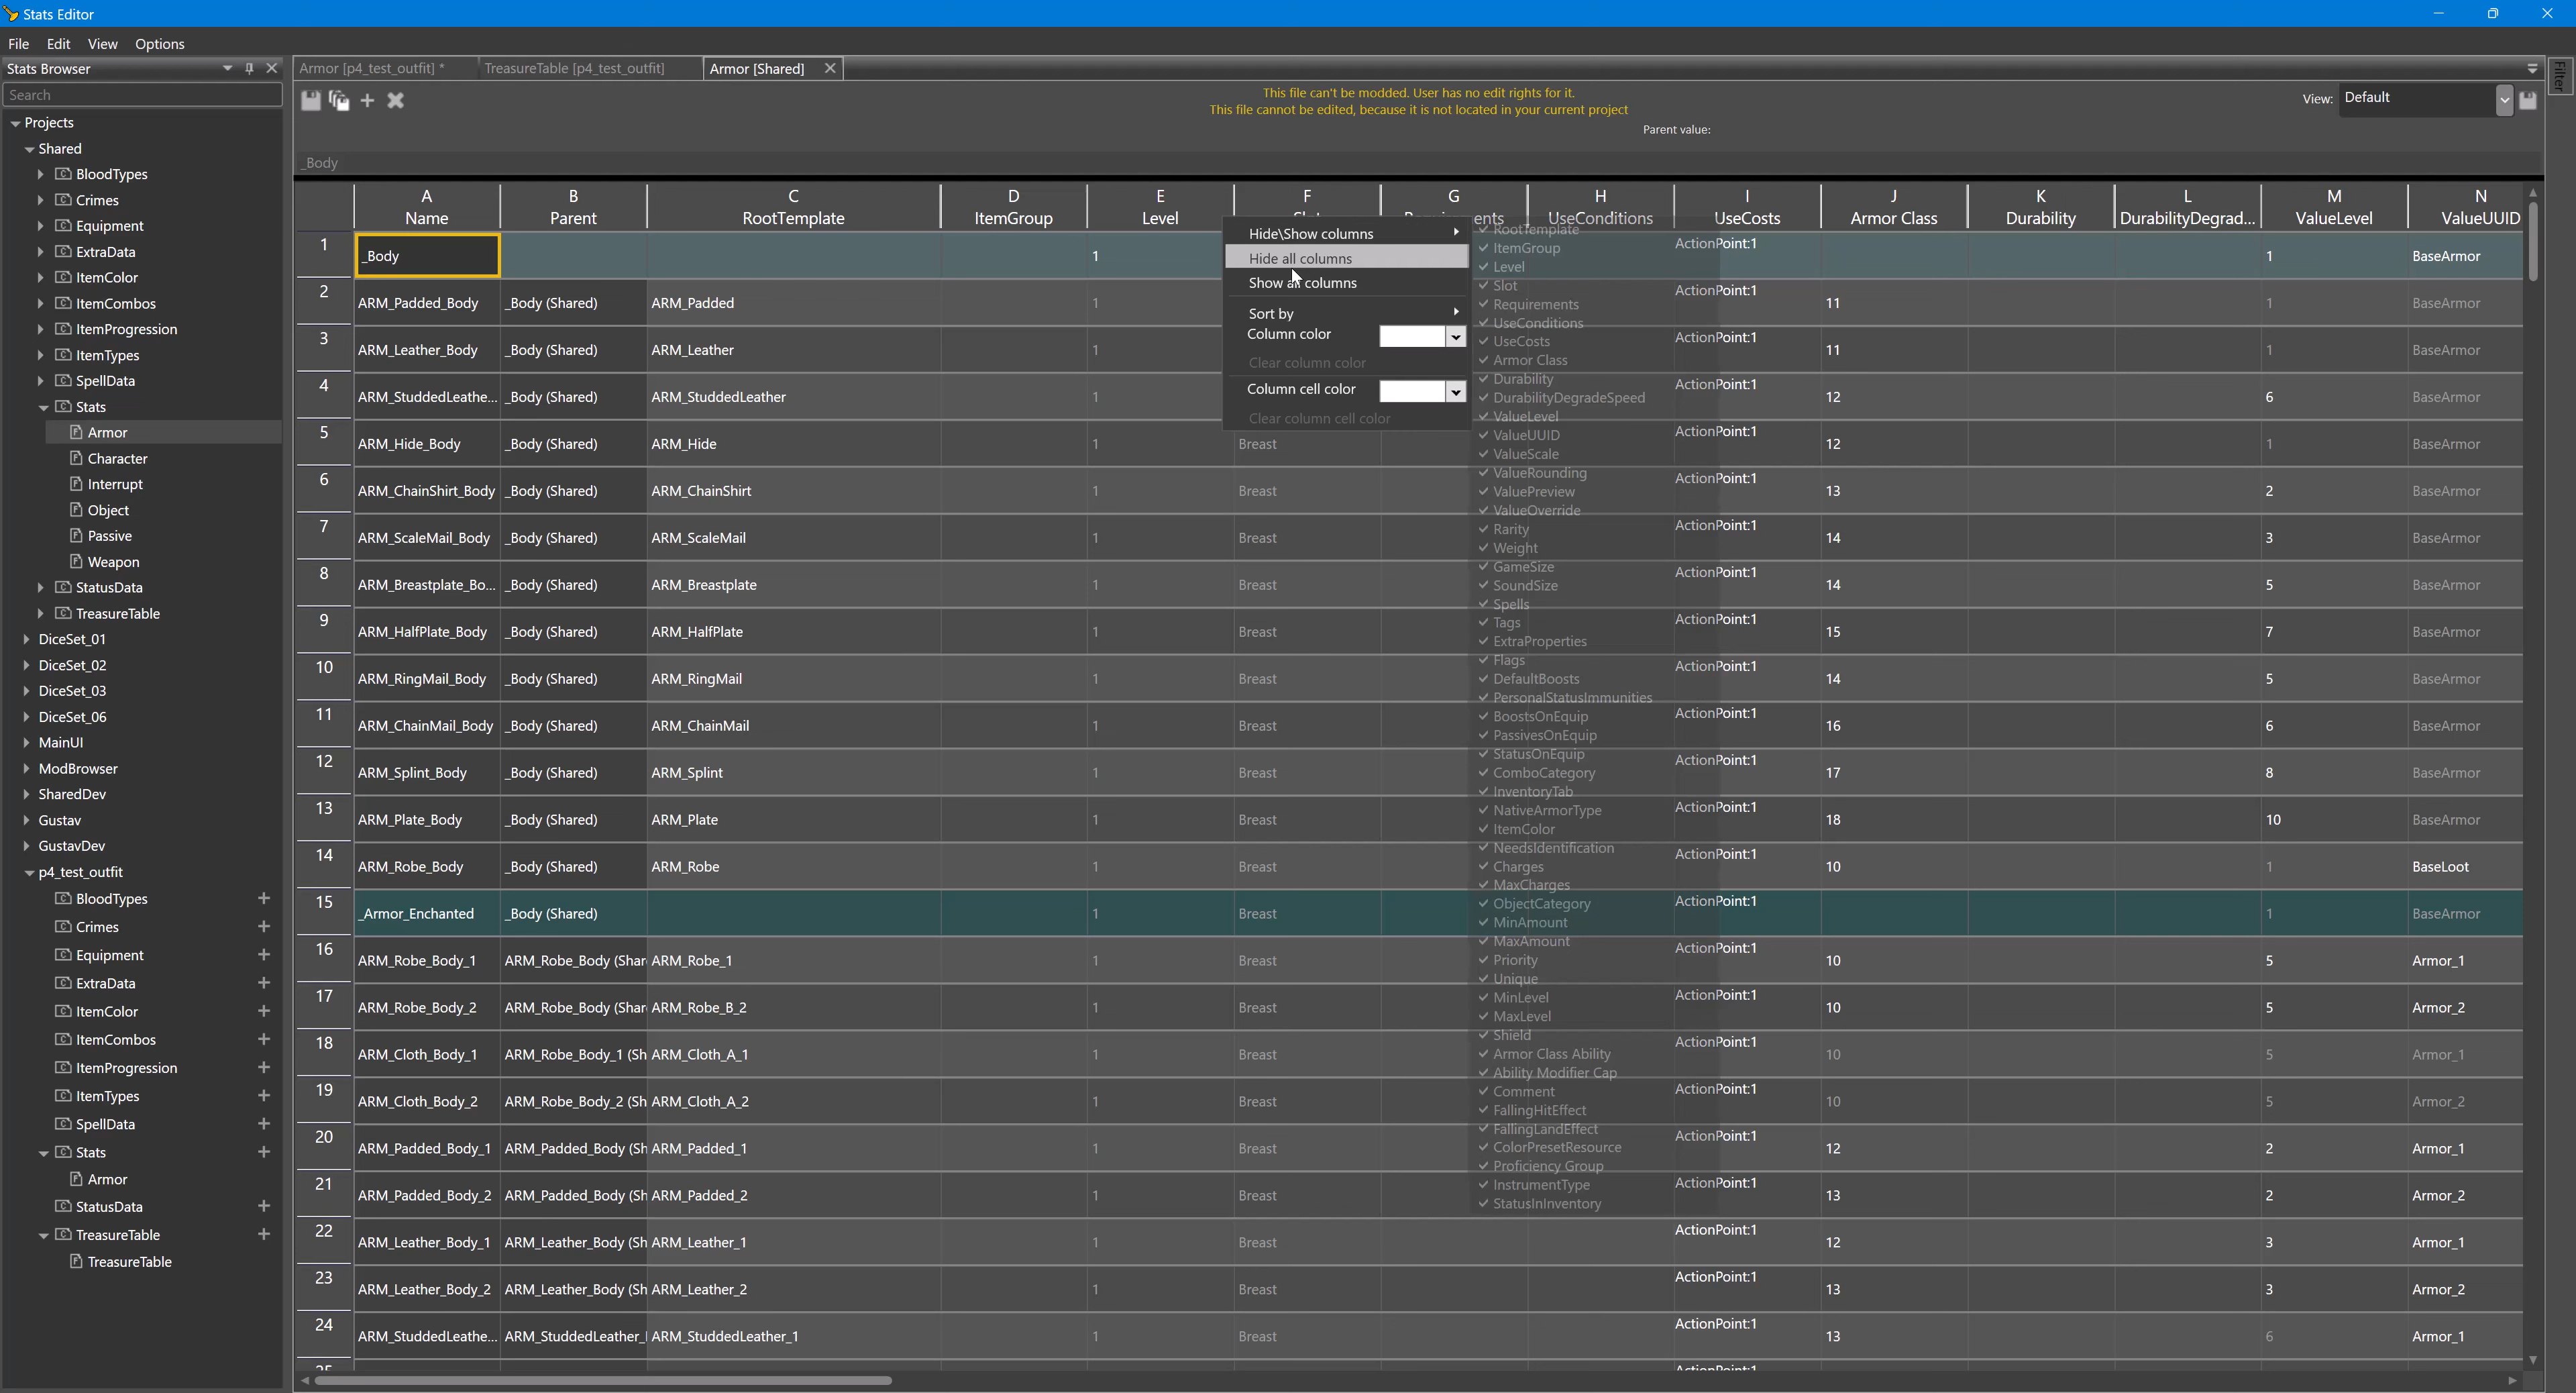 Stats Editor
File Edit View Options
Stats Browser
Search
Projects
Shared
BloodTypes
Crimes
Equipment
ExtraData
ItemColor
ItemCombos
ItemProgression
ItemTypes
SpellData
Stats
Armor
Character
Interrupt
Object
Passive
Weapon
StatusData
TreasureTable
DiceSet_01
DiceSet_02
DiceSet_03
DiceSet_06
MainUI
ModBrowser
SharedDev
Gustav
GustavDev
p4_test_outfit
BloodTypes
Crimes
Equipment
ExtraData
ItemColor
ItemCombos
ItemProgression
ItemTypes
SpellData
Stats
Armor
StatusData
TreasureTable
TreasureTable
Armor [p4_test_outfit] * TreasureTable [p4_test_outfit] Armor [Shared]
Filter
This file can't be modded. User has no edit rights for it.
This file cannot be edited, because it is not located in your current project
View: Default
Parent value:
_Body
A B C D E F G H I J K L M N
Name Parent RootTemplate ItemGroup Level UseConditions UseCosts Armor Class Durability DurabilityDegrad... ValueLevel ValueUUID
1 _Body 1 ActionPoint:1 1 BaseArmor
2 ARM_Padded_Body _Body (Shared) ARM_Padded 1 ActionPoint:1 11 1 BaseArmor
3 ARM_Leather_Body _Body (Shared) ARM_Leather 1 ActionPoint:1 11 1 BaseArmor
4 ARM_StuddedLeathe... _Body (Shared) ARM_StuddedLeather 1 ActionPoint:1 12 6 BaseArmor
5 ARM_Hide_Body _Body (Shared) ARM_Hide 1 Breast ActionPoint:1 12 1 BaseArmor
6 ARM_ChainShirt_Body _Body (Shared) ARM_ChainShirt 1 Breast ActionPoint:1 13 2 BaseArmor
7 ARM_ScaleMail_Body _Body (Shared) ARM_ScaleMail 1 Breast ActionPoint:1 14 3 BaseArmor
8 ARM_Breastplate_Bo... _Body (Shared) ARM_Breastplate 1 Breast ActionPoint:1 14 5 BaseArmor
9 ARM_HalfPlate_Body _Body (Shared) ARM_HalfPlate 1 Breast ActionPoint:1 15 7 BaseArmor
10 ARM_RingMail_Body _Body (Shared) ARM_RingMail 1 Breast ActionPoint:1 14 5 BaseArmor
11 ARM_ChainMail_Body _Body (Shared) ARM_ChainMail 1 Breast ActionPoint:1 16 6 BaseArmor
12 ARM_Splint_Body _Body (Shared) ARM_Splint 1 Breast ActionPoint:1 17 8 BaseArmor
13 ARM_Plate_Body _Body (Shared) ARM_Plate 1 Breast ActionPoint:1 18 10 BaseArmor
14 ARM_Robe_Body _Body (Shared) ARM_Robe 1 Breast ActionPoint:1 10 1 BaseLoot
15 _Armor_Enchanted _Body (Shared) 1 Breast ActionPoint:1 1 BaseArmor
16 ARM_Robe_Body_1 ARM_Robe_Body (Shar ARM_Robe_1 1 Breast ActionPoint:1 10 5 Armor_1
17 ARM_Robe_Body_2 ARM_Robe_Body (Shar ARM_Robe_B_2 1 Breast ActionPoint:1 10 5 Armor_2
18 ARM_Cloth_Body_1 ARM_Robe_Body_1 (Sh ARM_Cloth_A_1 1 Breast ActionPoint:1 10 5 Armor_1
19 ARM_Cloth_Body_2 ARM_Robe_Body_2 (Sh ARM_Cloth_A_2 1 Breast ActionPoint:1 10 5 Armor_2
20 ARM_Padded_Body_1 ARM_Padded_Body (Sh ARM_Padded_1 1 Breast ActionPoint:1 12 2 Armor_1
21 ARM_Padded_Body_2 ARM_Padded_Body (Sh ARM_Padded_2 1 Breast ActionPoint:1 13 2 Armor_2
22 ARM_Leather_Body_1 ARM_Leather_Body (Sh ARM_Leather_1 1 Breast ActionPoint:1 12 3 Armor_1
23 ARM_Leather_Body_2 ARM_Leather_Body (Sh ARM_Leather_2 1 Breast ActionPoint:1 13 3 Armor_2
24 ARM_StuddedLeathe... ARM_StuddedLeather_ ARM_StuddedLeather_1 1 Breast ActionPoint:1 13 6 Armor_1
Hide\Show columns
Hide all columns
Show all columns
Sort by
Column color
Clear column color
Column cell color
Clear column cell color
RootTemplate
ItemGroup
Level
Slot
Requirements
UseConditions
UseCosts
Armor Class
Durability
DurabilityDegradeSpeed
ValueLevel
ValueUUID
ValueScale
ValueRounding
ValuePreview
ValueOverride
Rarity
Weight
GameSize
SoundSize
Spells
Tags
ExtraProperties
Flags
DefaultBoosts
PersonalStatusImmunities
BoostsOnEquip
PassivesOnEquip
StatusOnEquip
ComboCategory
InventoryTab
NativeArmorType
ItemColor
NeedsIdentification
Charges
MaxCharges
ObjectCategory
MinAmount
MaxAmount
Priority
Unique
MinLevel
MaxLevel
Shield
Armor Class Ability
Ability Modifier Cap
Comment
FallingHitEffect
FallingLandEffect
ColorPresetResource
Proficiency Group
InstrumentType
StatusInInventory